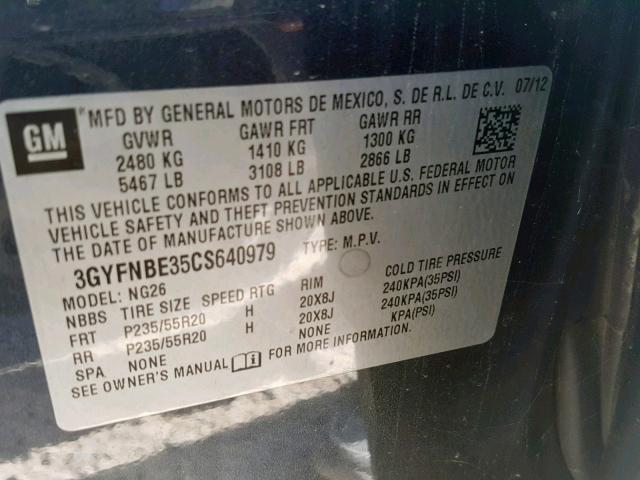 GM
MFD BY GENERAL MOTORS DE MEXICO, S. DE R.L. DE C.V. 07/12
GVWR GAWR FRT GAWR RR
2480 KG 1410 KG 1300 KG
5467 LB 3108 LB 2866 LB
THIS VEHICLE CONFORMS TO ALL APPLICABLE U.S. FEDERAL MOTOR
VEHICLE SAFETY AND THEFT PREVENTION STANDARDS IN EFFECT ON
THE DATE OF MANUFACTURE SHOWN ABOVE.
3GYFNBE35CS640979 TYPE: M.P.V.
MODEL: NG26
NBBS TIRE SIZE SPEED RTG RIM COLD TIRE PRESSURE
FRT P235/55R20 H 20X8J 240KPA(35PSI)
RR P235/55R20 H 20X8J 240KPA(35PSI)
SPA NONE NONE KPA(PSI)
SEE OWNER'S MANUAL FOR MORE INFORMATION.